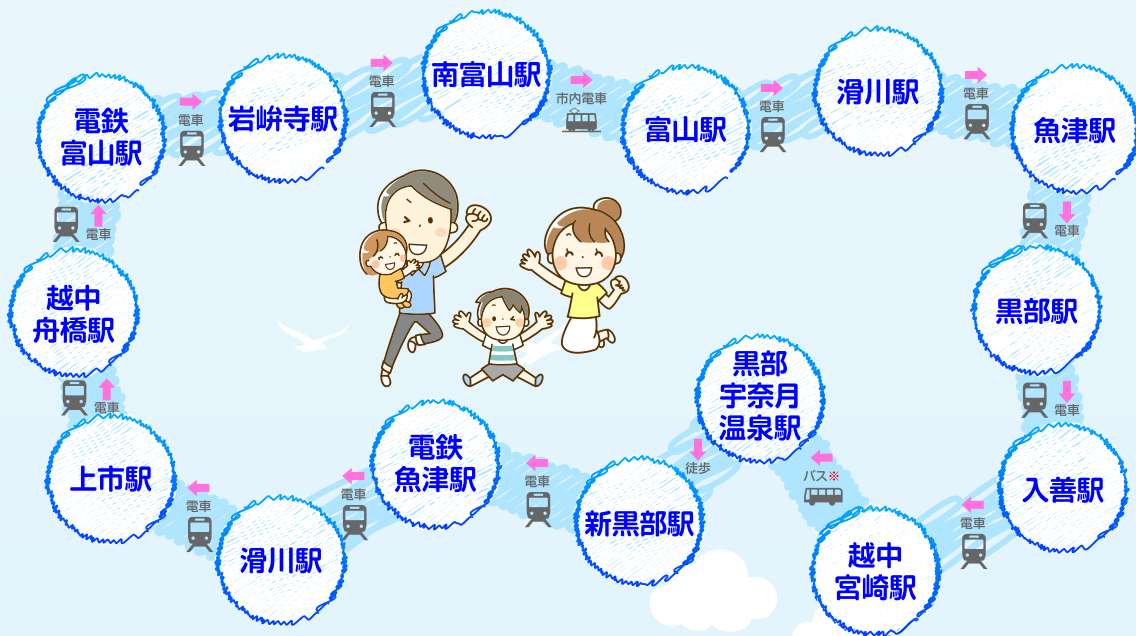 電鉄
富山駅
電車
岩峅寺駅
電車
南富山駅
市内電車
富山駅
電車
滑川駅
電車
魚津駅
電車
黒部駅
電車
入善駅
電車
越中
宮崎駅
バス※
黒部
宇奈月
温泉駅
徒歩
新黒部駅
電車
電鉄
魚津駅
電車
滑川駅
電車
上市駅
電車
越中
舟橋駅
電車